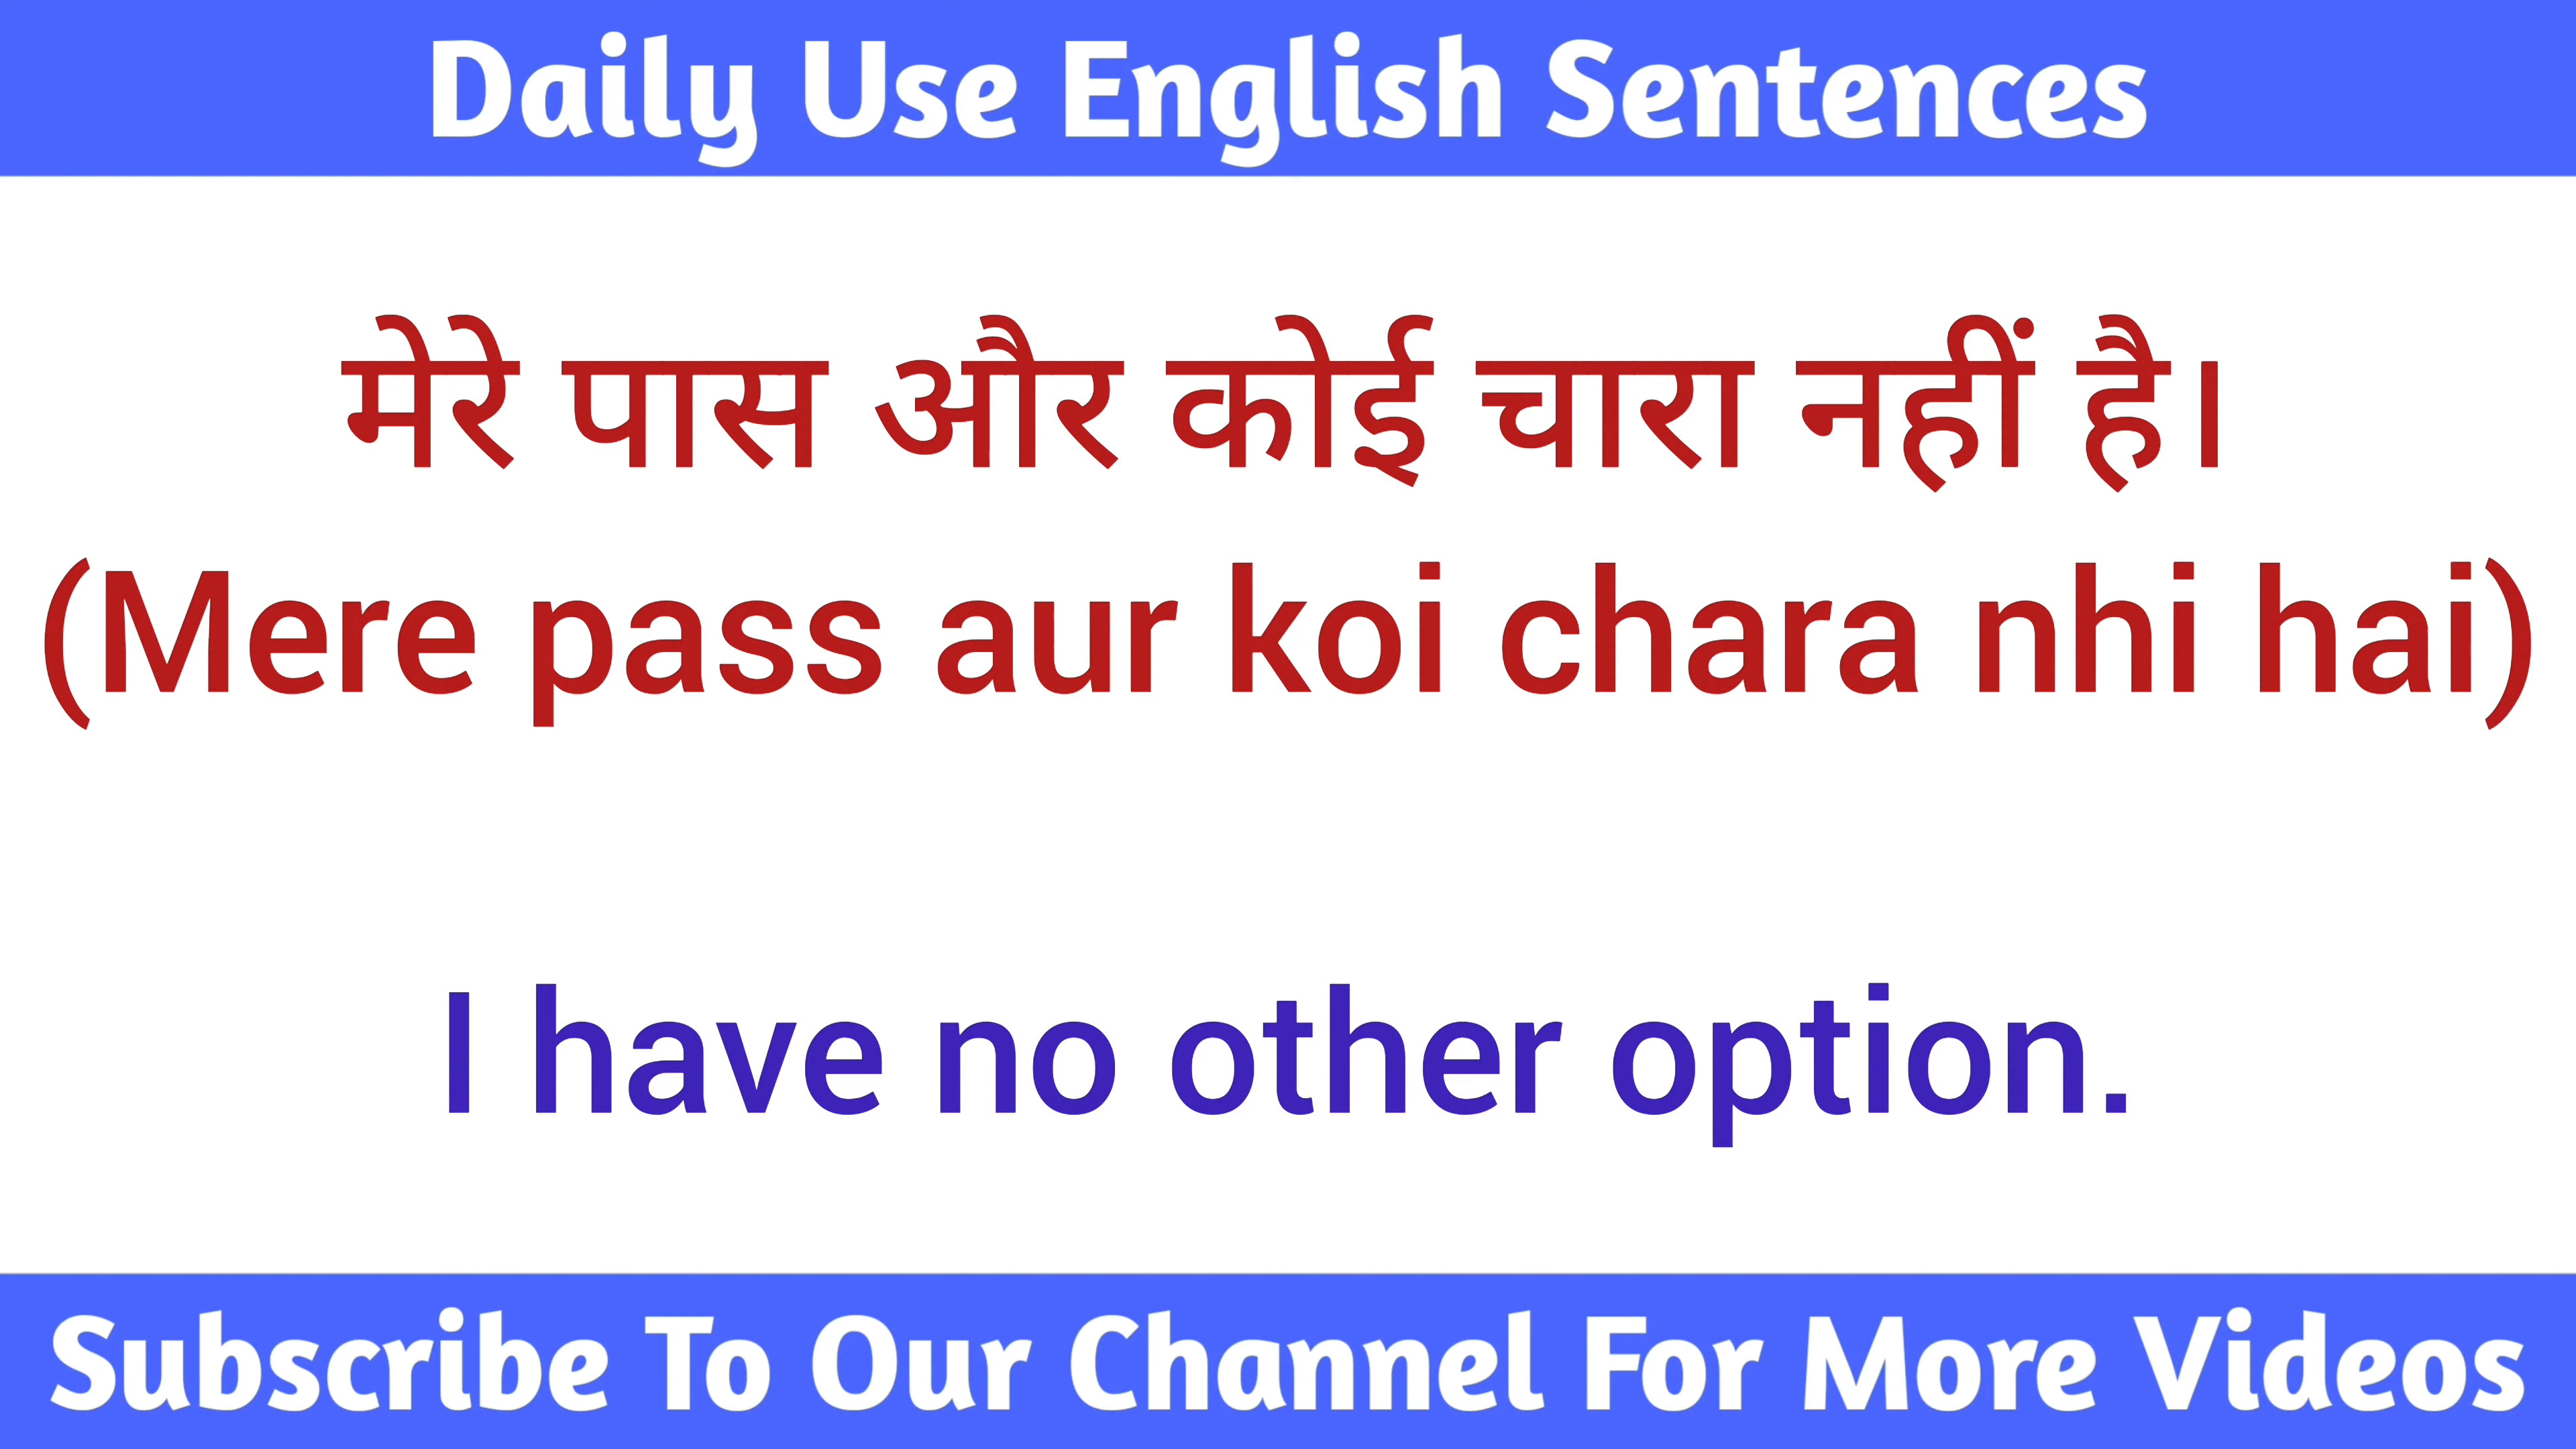 Daily Use English Sentences
मेरे पास और कोई चारा नहीं है।
(Mere pass aur koi chara nhi hai)
I have no other option.
Subscribe To Our Channel For More Videos